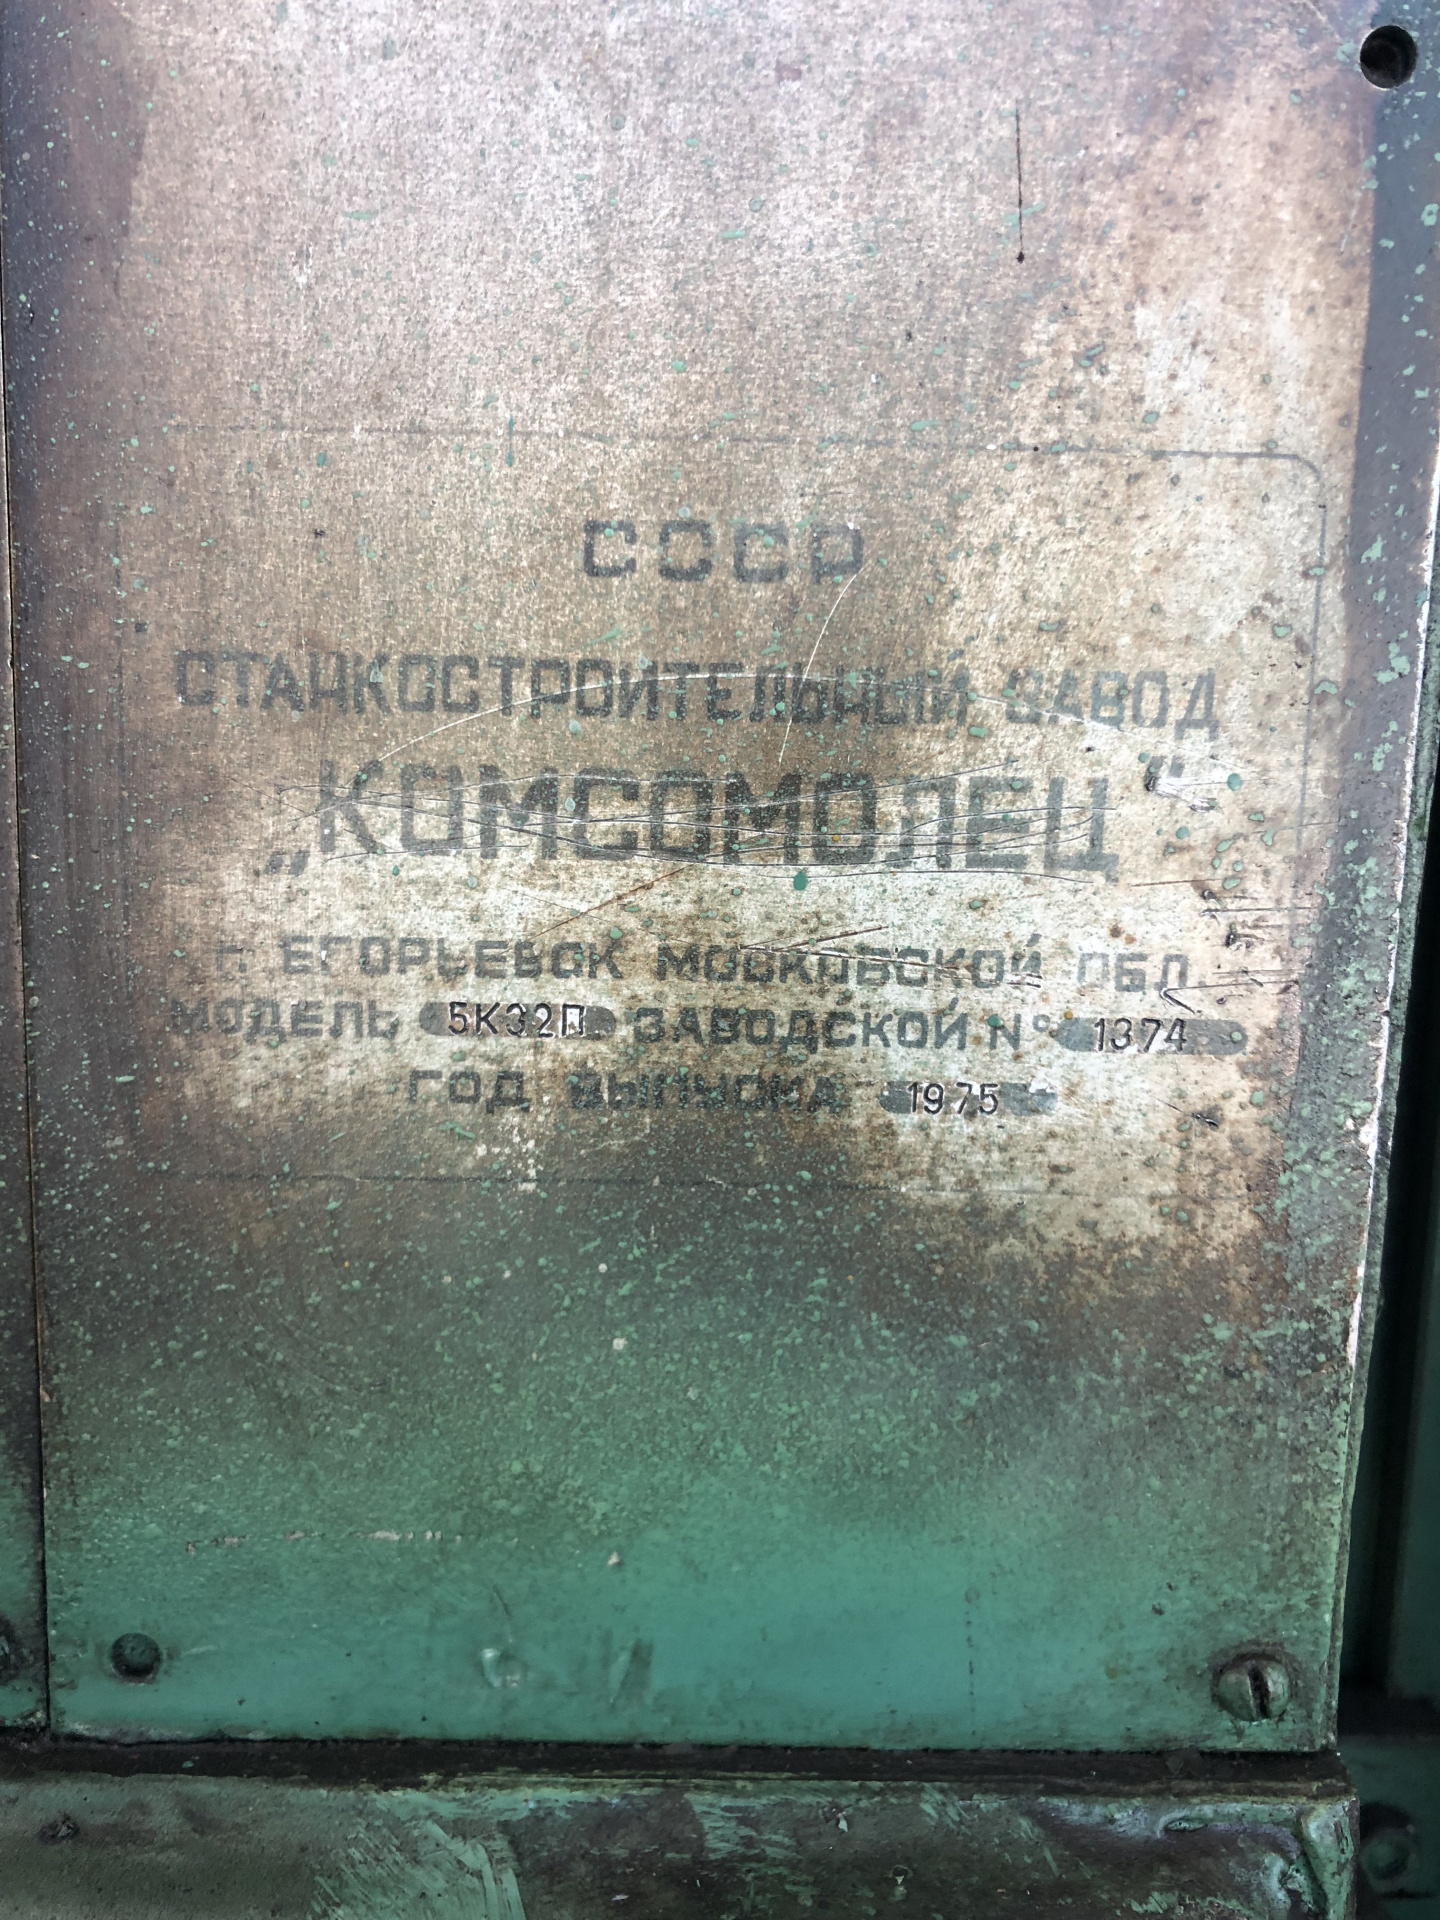 СССР
СТАНКОСТРОИТЕЛЬНЫЙ ЗАВОД
„КОМСОМОЛЕЦ"
г. ЕГОРЬЕВСК МОСКОВСКОЙ ОБЛ.
МОДЕЛЬ 5К32П ЗАВОДСКОЙ № 1374
ГОД ВЫПУСКА 1975